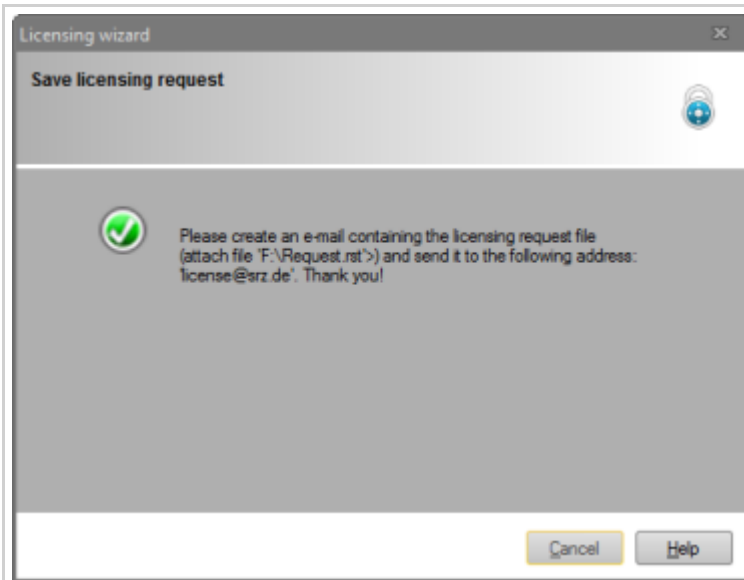 Licensing wizard
Save licensing request
Please create an e-mail containing the licensing request file
(attach file 'F:\Request.rst'>) and send it to the following address:
'license@srz.de'. Thank you!
Cancel
Help